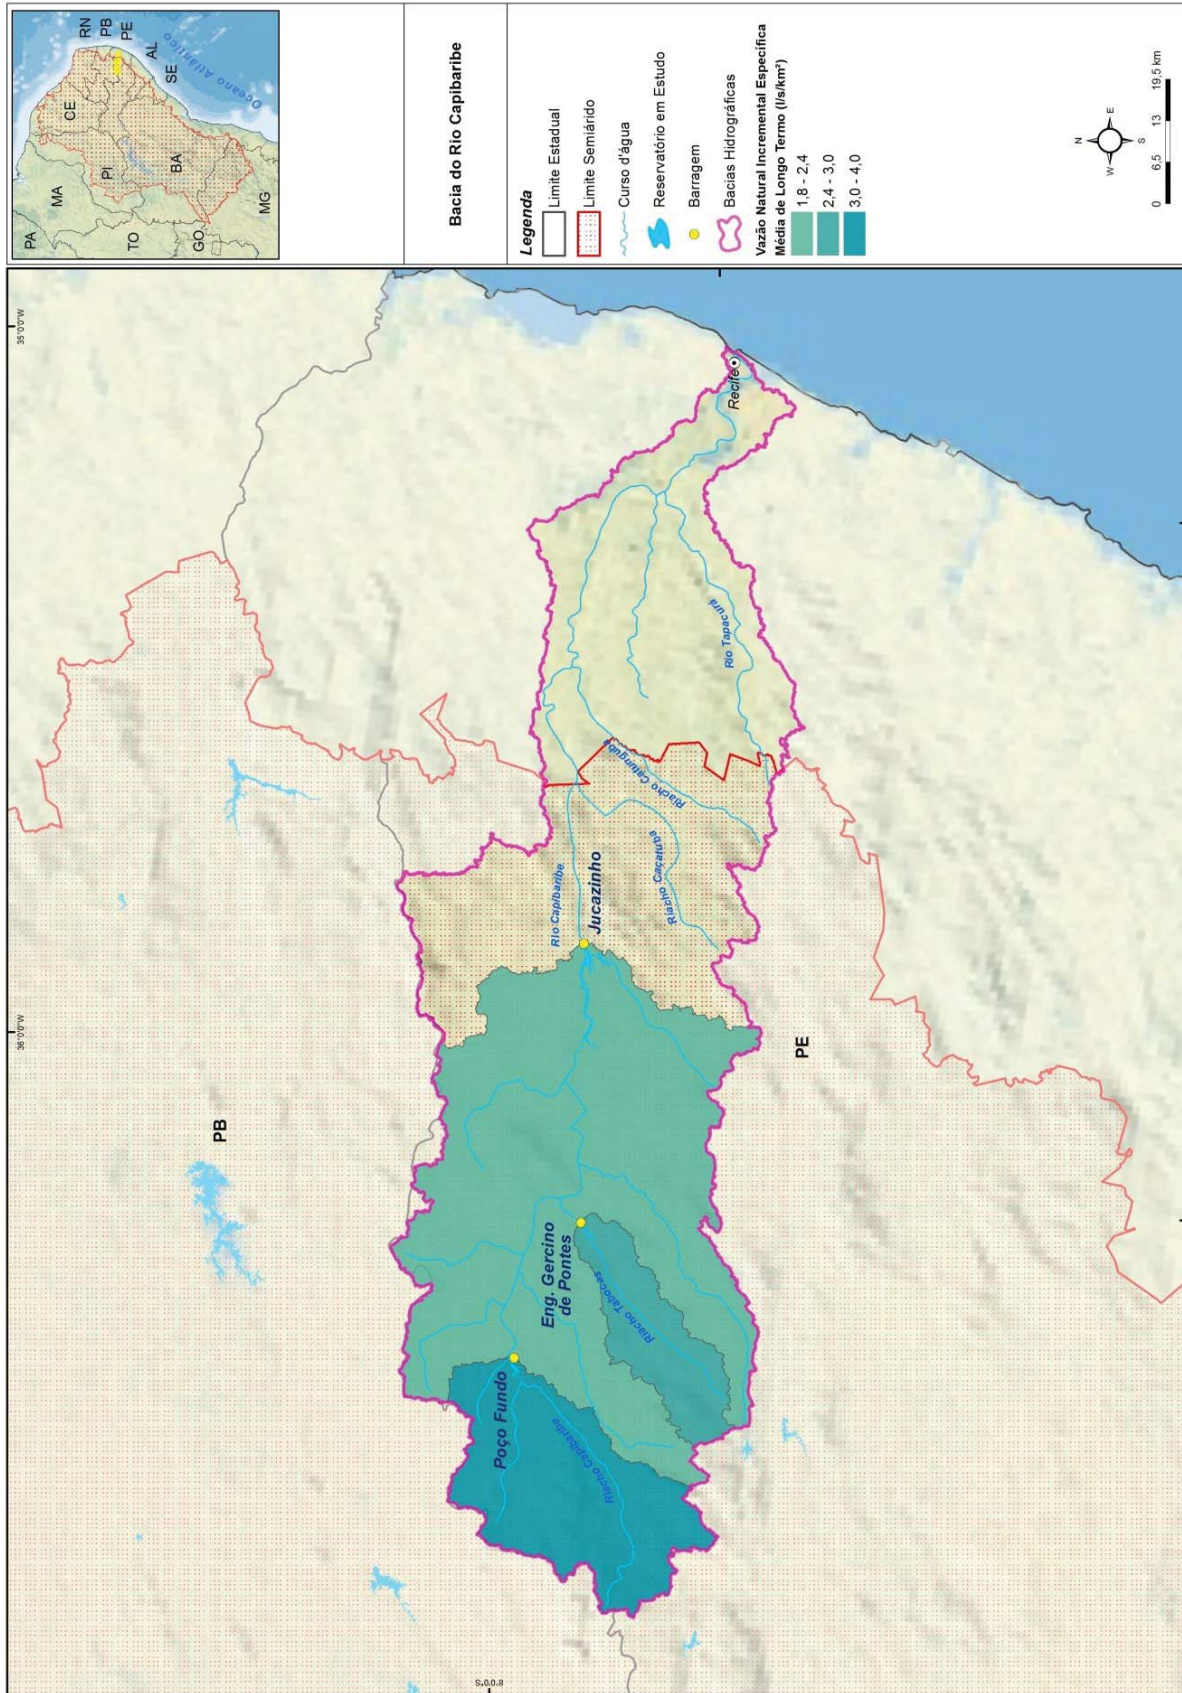 PA
MA
CE
RN
PB
PE
PI
AL
SE
TO
BA
GO
MG
Oceano Atlântico
Bacia do Rio Capibaribe
Legenda
Limite Estadual
Limite Semiárido
Curso d'água
Reservatório em Estudo
Barragem
Bacias Hidrográficas
Vazão Natural Incremental Específica
Média de Longo Termo (l/s/km²)
1,8 - 2,4
2,4 - 3,0
3,0 - 4,0
N
W
E
S
0 6,5 13 19,5 km
36°0'0"W
35°0'0"W
8°0'0"S
PB
PE
Poço Fundo
Riacho Capibaribe
Eng. Gercino
de Pontes
Riacho Tabocas
Jucazinho
Rio Capibaribe
Riacho Caçatuba
Riacho Catunguba
Rio Tapacurá
Recife